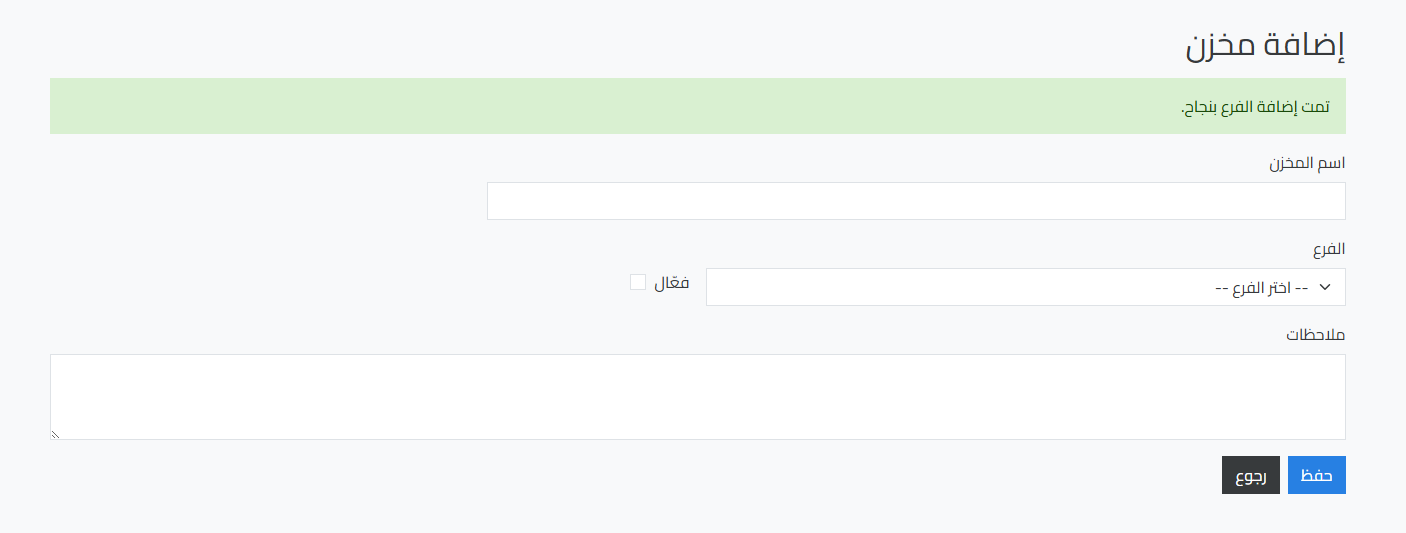 إضافة مخزن
تمت إضافة الفرع بنجاح.
اسم المخزن
الفرع
-- اختر الفرع --
فعّال
ملاحظات
حفظ
رجوع